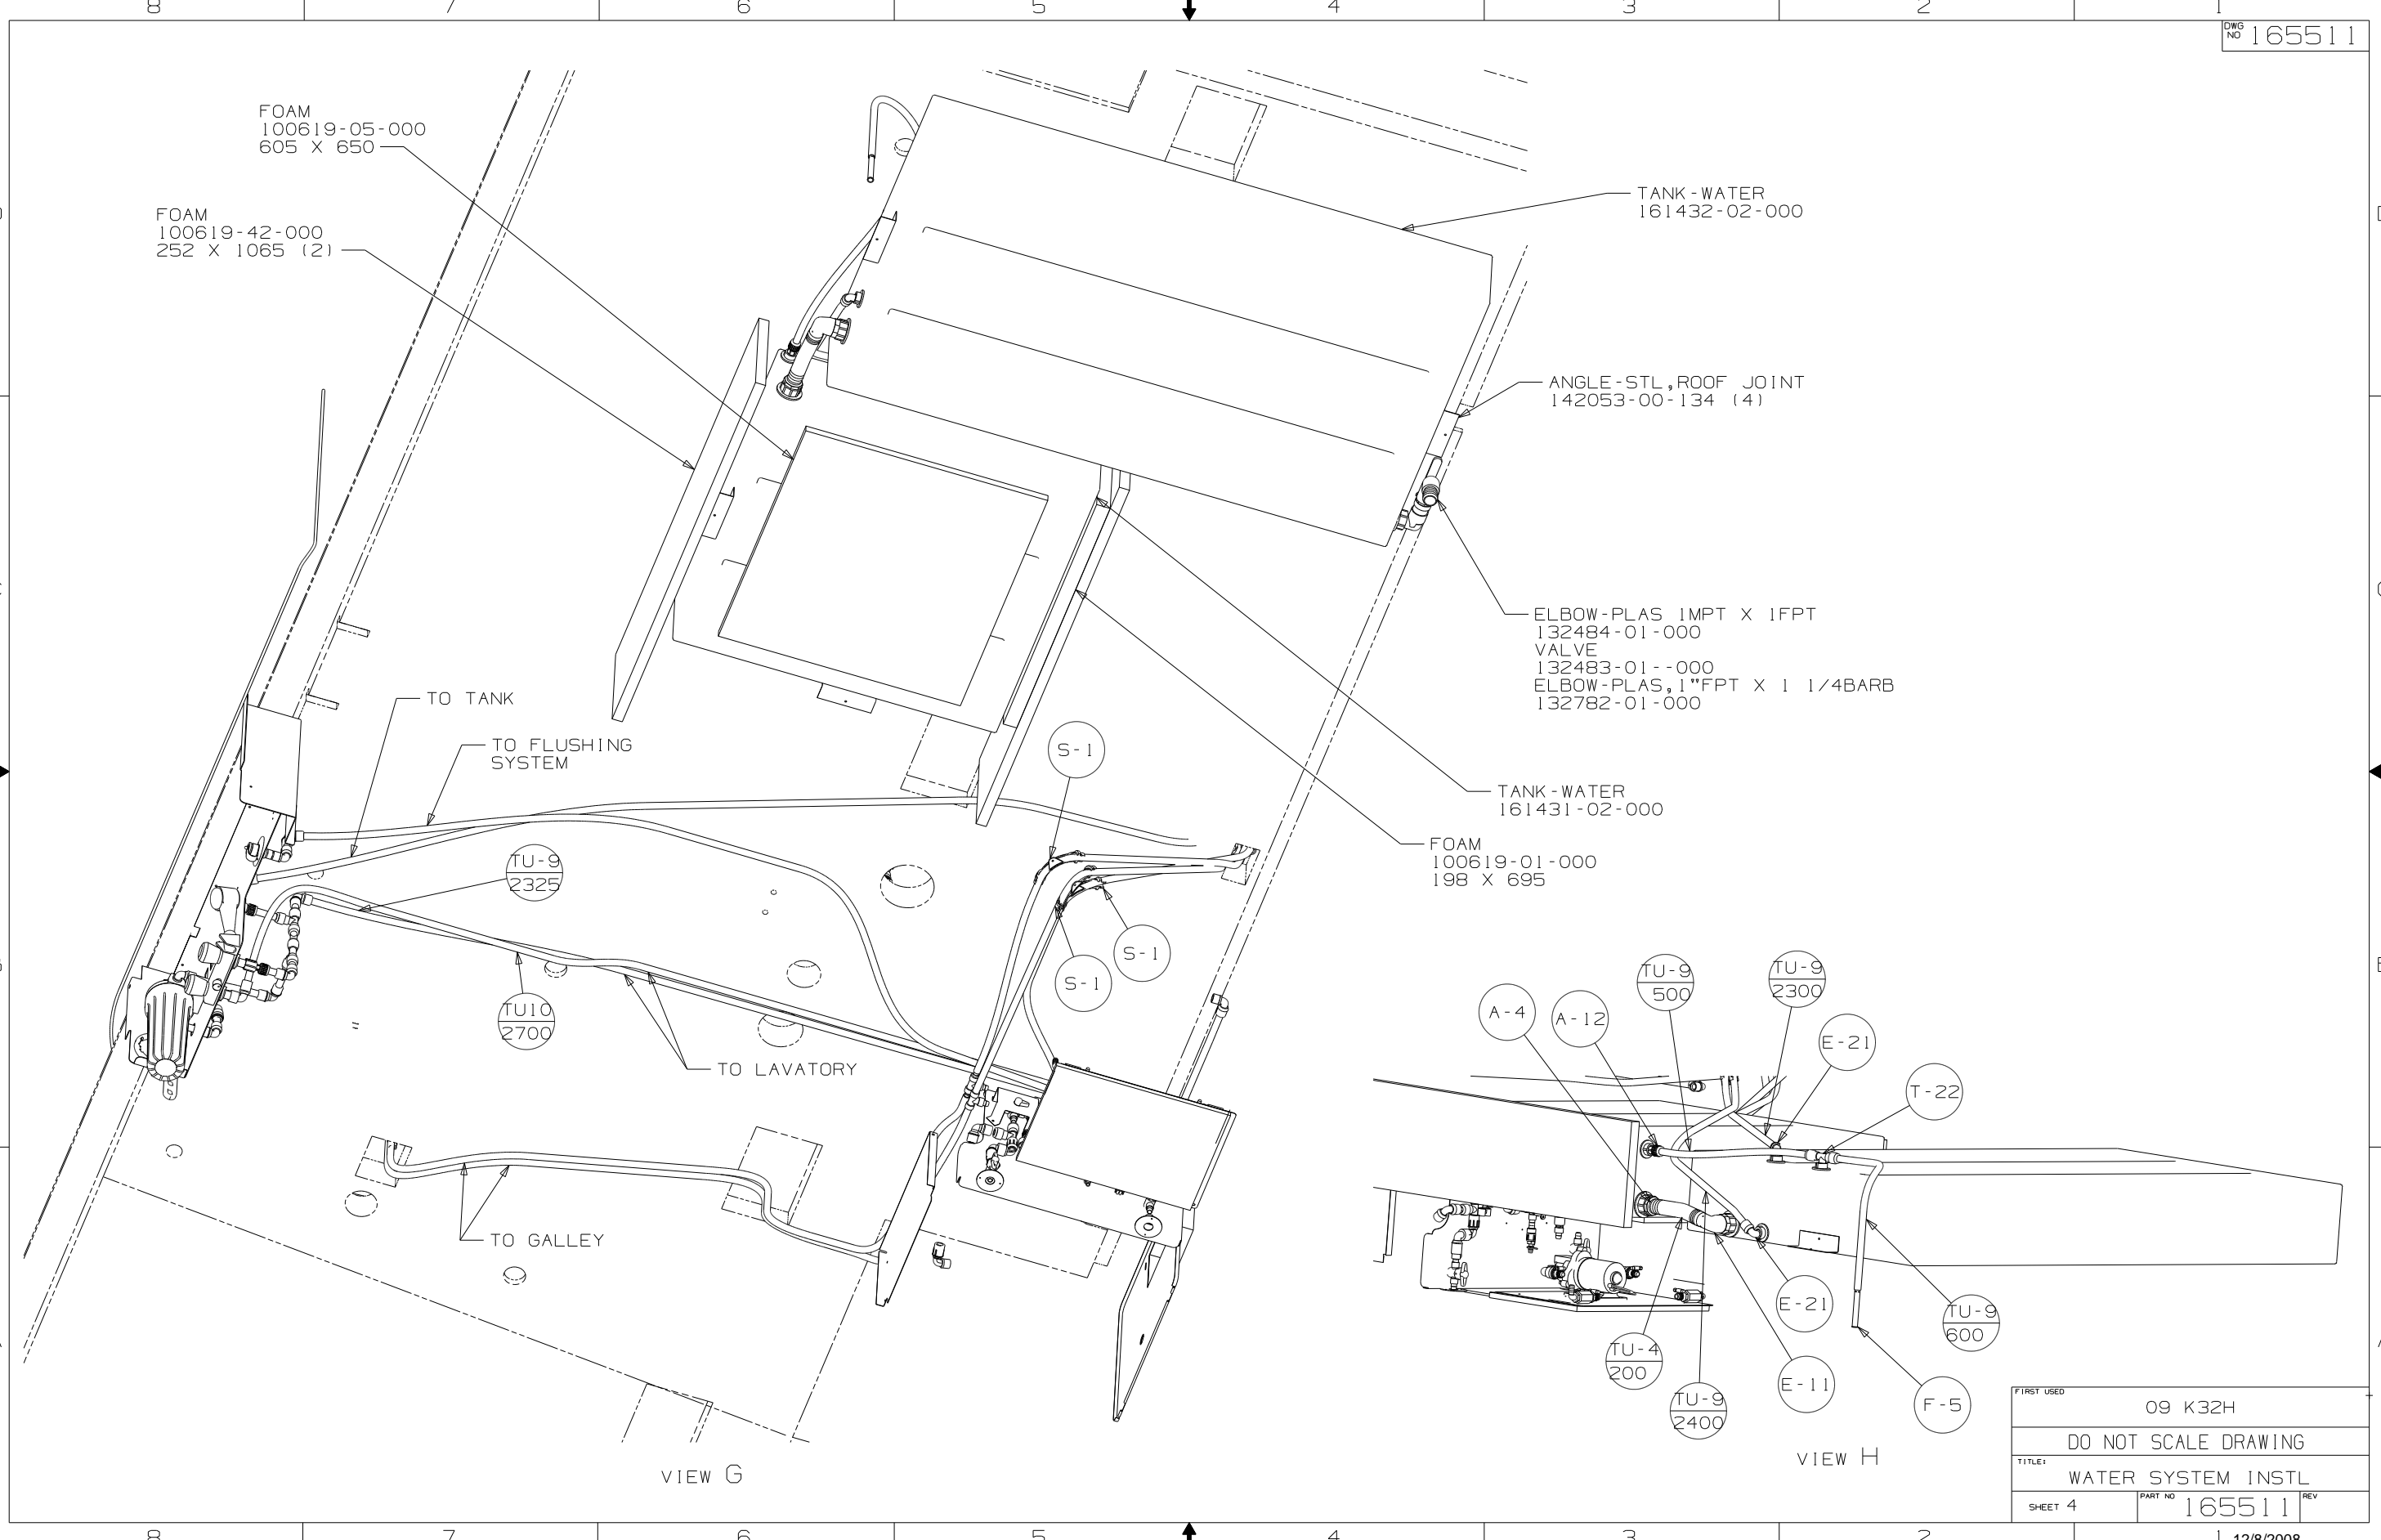 8 7 6 5 4 3 2 1
DWG NO 165511
FOAM
100619-05-000
605 X 650
FOAM
100619-42-000
252 X 1065 (2)
TANK-WATER
161432-02-000
ANGLE-STL,ROOF JOINT
142053-00-134 (4)
ELBOW-PLAS 1MPT X 1FPT
132484-01-000
VALVE
132483-01--000
ELBOW-PLAS,1"FPT X 1 1/4BARB
132782-01-000
TO TANK
TO FLUSHING
SYSTEM
S-1
TANK-WATER
161431-02-000
FOAM
100619-01-000
198 X 695
TU-9
2325
S-1
S-1
TU10
2700
TO LAVATORY
TO GALLEY
VIEW G
TU-9
500
TU-9
2300
A-4
A-12
E-21
T-22
E-21
TU-9
600
TU-4
200
E-11
TU-9
2400
F-5
VIEW H
FIRST USED
09 K32H
DO NOT SCALE DRAWING
TITLE:
WATER SYSTEM INSTL
SHEET 4
PART NO 165511 REV
8 7 6 5 4 3 2 1
12/8/2008